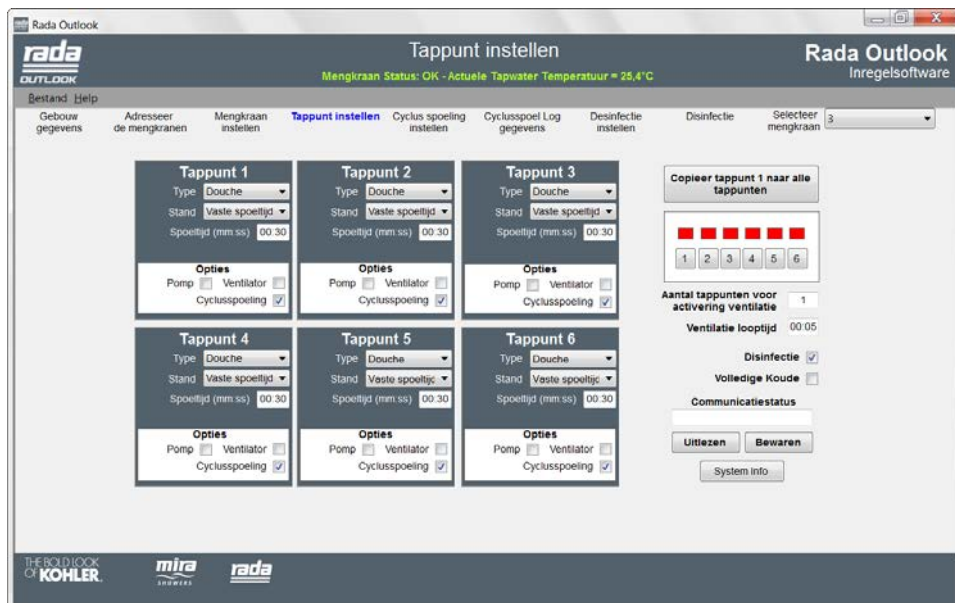 Rada Outlook
rada
OUTLOOK
Tappunt instellen
Mengkraan Status: OK - Actuele Tapwater Temperatuur = 25,4°C
Rada Outlook
Inregelsoftware
Bestand Help
Gebouw gegevens
Adresseer de mengkranen
Mengkraan instellen
Tappunt instellen
Cyclus spoeling instellen
Cyclusspoel Log gegevens
Desinfectie instellen
Disinfectie
Selecteer mengkraan
3
Tappunt 1
Type Douche
Stand Vaste spoeltijd
Spoeltijd (mm:ss) 00:30
Opties
Pomp Ventilator
Cyclusspoeling
Tappunt 2
Type Douche
Stand Vaste spoeltijd
Spoeltijd (mm:ss) 00:30
Opties
Pomp Ventilator
Cyclusspoeling
Tappunt 3
Type Douche
Stand Vaste spoeltijd
Spoeltijd (mm:ss) 00:30
Opties
Pomp Ventilator
Cyclusspoeling
Tappunt 4
Type Douche
Stand Vaste spoeltijd
Spoeltijd (mm:ss) 00:30
Opties
Pomp Ventilator
Cyclusspoeling
Tappunt 5
Type Douche
Stand Vaste spoeltijd
Spoeltijd (mm:ss) 00:30
Opties
Pomp Ventilator
Cyclusspoeling
Tappunt 6
Type Douche
Stand Vaste spoeltijd
Spoeltijd (mm:ss) 00:30
Opties
Pomp Ventilator
Cyclusspoeling
Copieer tappunt 1 naar alle
tappunten
1 2 3 4 5 6
Aantal tappunten voor
activering ventilatie 1
Ventilatie looptijd 00:05
Disinfectie
Volledige Koude
Communicatiestatus
Uitlezen Bewaren
System info
THE BOLD LOOK
OF KOHLER.
mira
SHOWERS
rada